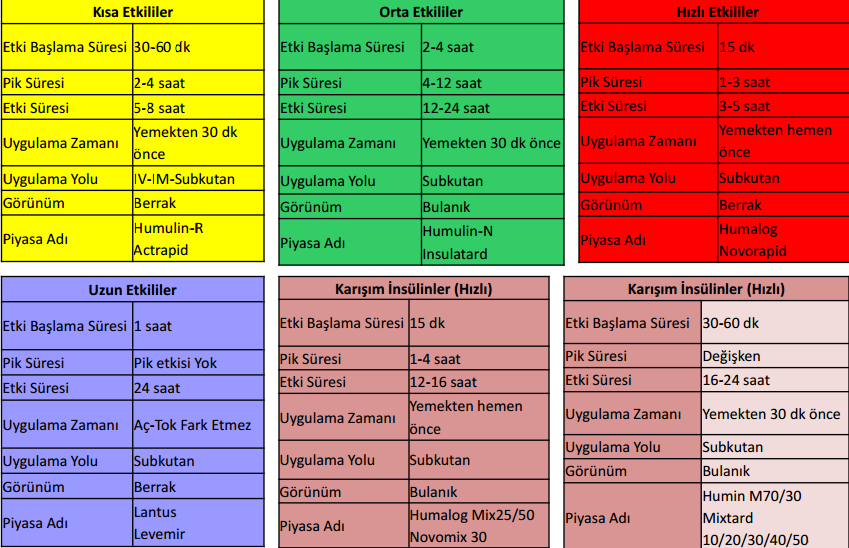 Kısa Etkililer
Etki Başlama Süresi 30-60 dk
Pik Süresi 2-4 saat
Etki Süresi 5-8 saat
Uygulama Zamanı Yemekten 30 dk
önce
Uygulama Yolu IV-IM-Subkutan
Görünüm Berrak
Piyasa Adı Humulin-R
Actrapid
Orta Etkililer
Etki Başlama Süresi 2-4 saat
Pik Süresi 4-12 saat
Etki Süresi 12-24 saat
Uygulama Zamanı Yemekten 30 dk önce
Uygulama Yolu Subkutan
Görünüm Bulanık
Piyasa Adı Humulin-N
Insulatard
Hızlı Etkililer
Etki Başlama Süresi 15 dk
Pik Süresi 1-3 saat
Etki Süresi 3-5 saat
Uygulama Zamanı Yemekten hemen
önce
Uygulama Yolu Subkutan
Görünüm Berrak
Piyasa Adı Humalog
Novorapid
Uzun Etkililer
Etki Başlama Süresi 1 saat
Pik Süresi Pik etkisi Yok
Etki Süresi 24 saat
Uygulama Zamanı Aç-Tok Fark Etmez
Uygulama Yolu Subkutan
Görünüm Berrak
Piyasa Adı Lantus
Levemir
Karışım İnsülinler (Hızlı)
Etki Başlama Süresi 15 dk
Pik Süresi 1-4 saat
Etki Süresi 12-16 saat
Uygulama Zamanı Yemekten hemen
önce
Uygulama Yolu Subkutan
Görünüm Bulanık
Piyasa Adı Humalog Mix25/50
Novomix 30
Karışım İnsülinler (Hızlı)
Etki Başlama Süresi 30-60 dk
Pik Süresi Değişken
Etki Süresi 16-24 saat
Uygulama Zamanı Yemekten 30 dk önce
Uygulama Yolu Subkutan
Görünüm Bulanık
Piyasa Adı Humin M70/30
Mixtard
10/20/30/40/50